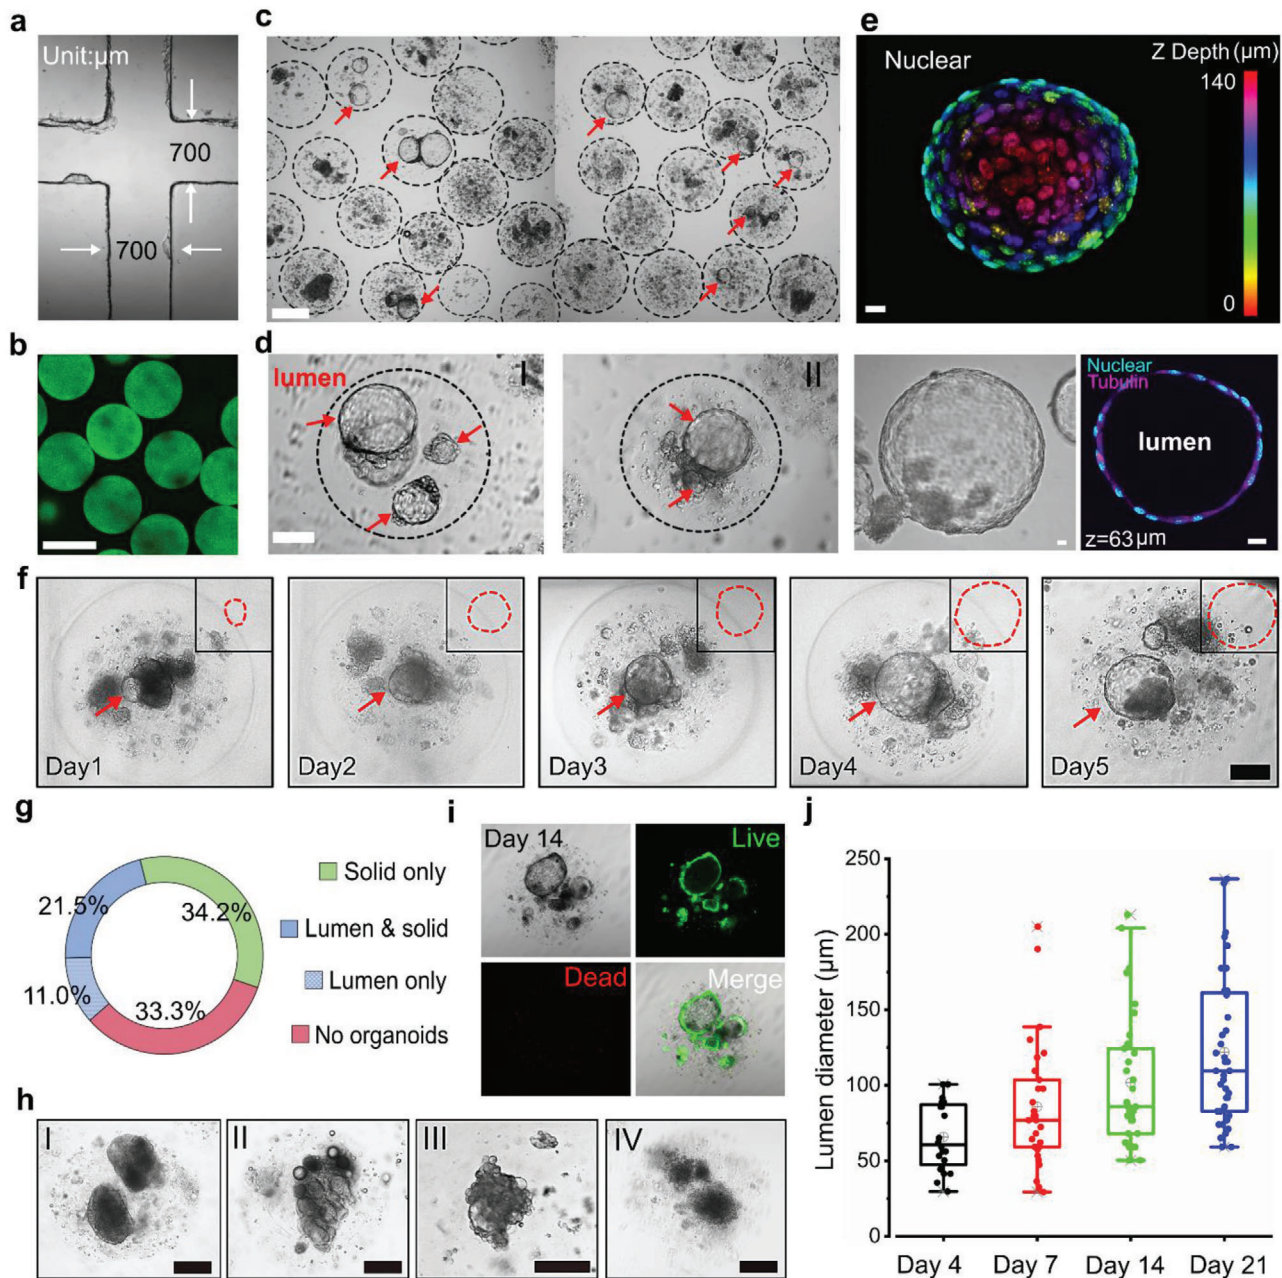 a
Unit:µm
700
700
b
c
d
lumen
I
II
e
Nuclear
Z Depth (µm)
140
0
Nuclear
Tubulin
lumen
z=63 µm
f
Day1
Day2
Day3
Day4
Day5
g
21.5%
34.2%
11.0%
33.3%
Solid only
Lumen & solid
Lumen only
No organoids
h
I
II
III
IV
i
Day 14
Live
Dead
Merge
j
Lumen diameter (µm)
250
200
150
100
50
0
Day 4
Day 7
Day 14
Day 21